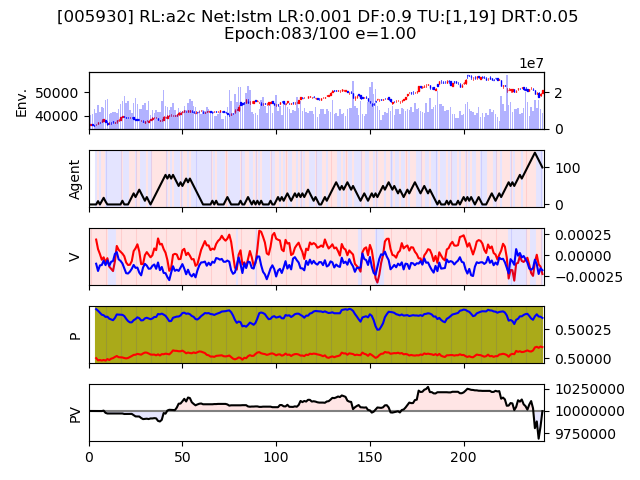 [005930] RL:a2c Net:lstm LR:0.001 DF:0.9 TU:[1,19] DRT:0.05
Epoch:083/100 e=1.00
1e7
Env.
50000
40000
2
0
Agent
100
0
V
0.00025
0.00000
−0.00025
P
0.50025
0.50000
PV
10250000
10000000
9750000
0 50 100 150 200